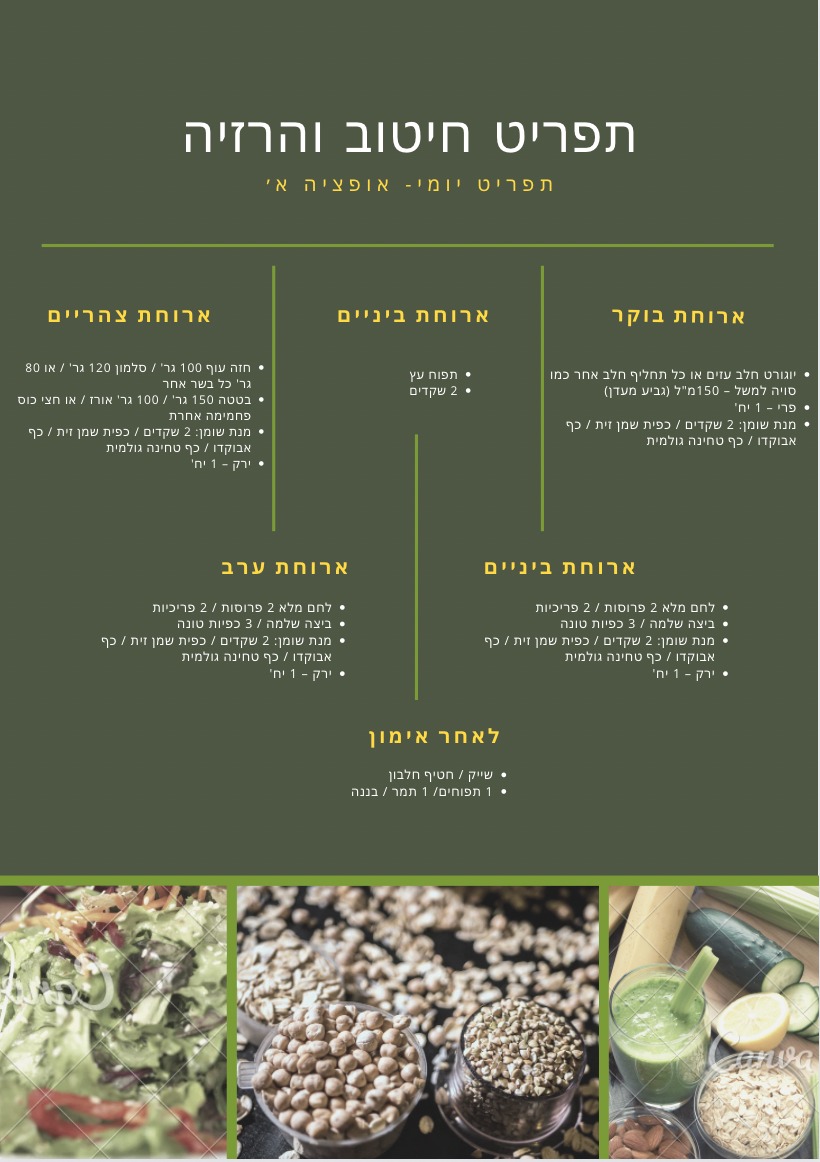 תפריט חיטוב והרזיה
תפריט יומי- אופציה א׳
ארוחת בוקר
• יוגורט חלב עזים או כל תחליף חלב אחר כמו
סויה למשל – 150מ"ל (גביע מעדן)
• פרי – 1 יח'
• מנת שומן: 2 שקדים / כפית שמן זית / כף
אבוקדו / כף טחינה גולמית
ארוחת ביניים
• תפוח עץ
• 2 שקדים
ארוחת צהריים
• חזה עוף 100 גר' / סלמון 120 גר' / או 80
גר' כל בשר אחר
• בטטה 150 גר' / 100 גר' אורז / או חצי כוס
פחמימה אחרת
• מנת שומן: 2 שקדים / כפית שמן זית / כף
אבוקדו / כף טחינה גולמית
• ירק – 1 יח'
ארוחת ביניים
• לחם מלא 2 פרוסות / 2 פריכיות
• ביצה שלמה / 3 כפיות טונה
• מנת שומן: 2 שקדים / כפית שמן זית / כף
אבוקדו / כף טחינה גולמית
• ירק – 1 יח'
ארוחת ערב
• לחם מלא 2 פרוסות / 2 פריכיות
• ביצה שלמה / 3 כפיות טונה
• מנת שומן: 2 שקדים / כפית שמן זית / כף
אבוקדו / כף טחינה גולמית
• ירק – 1 יח'
לאחר אימון
• שייק / חטיף חלבון
• 1 תפוחים/ 1 תמר / בננה
Canva
Canva